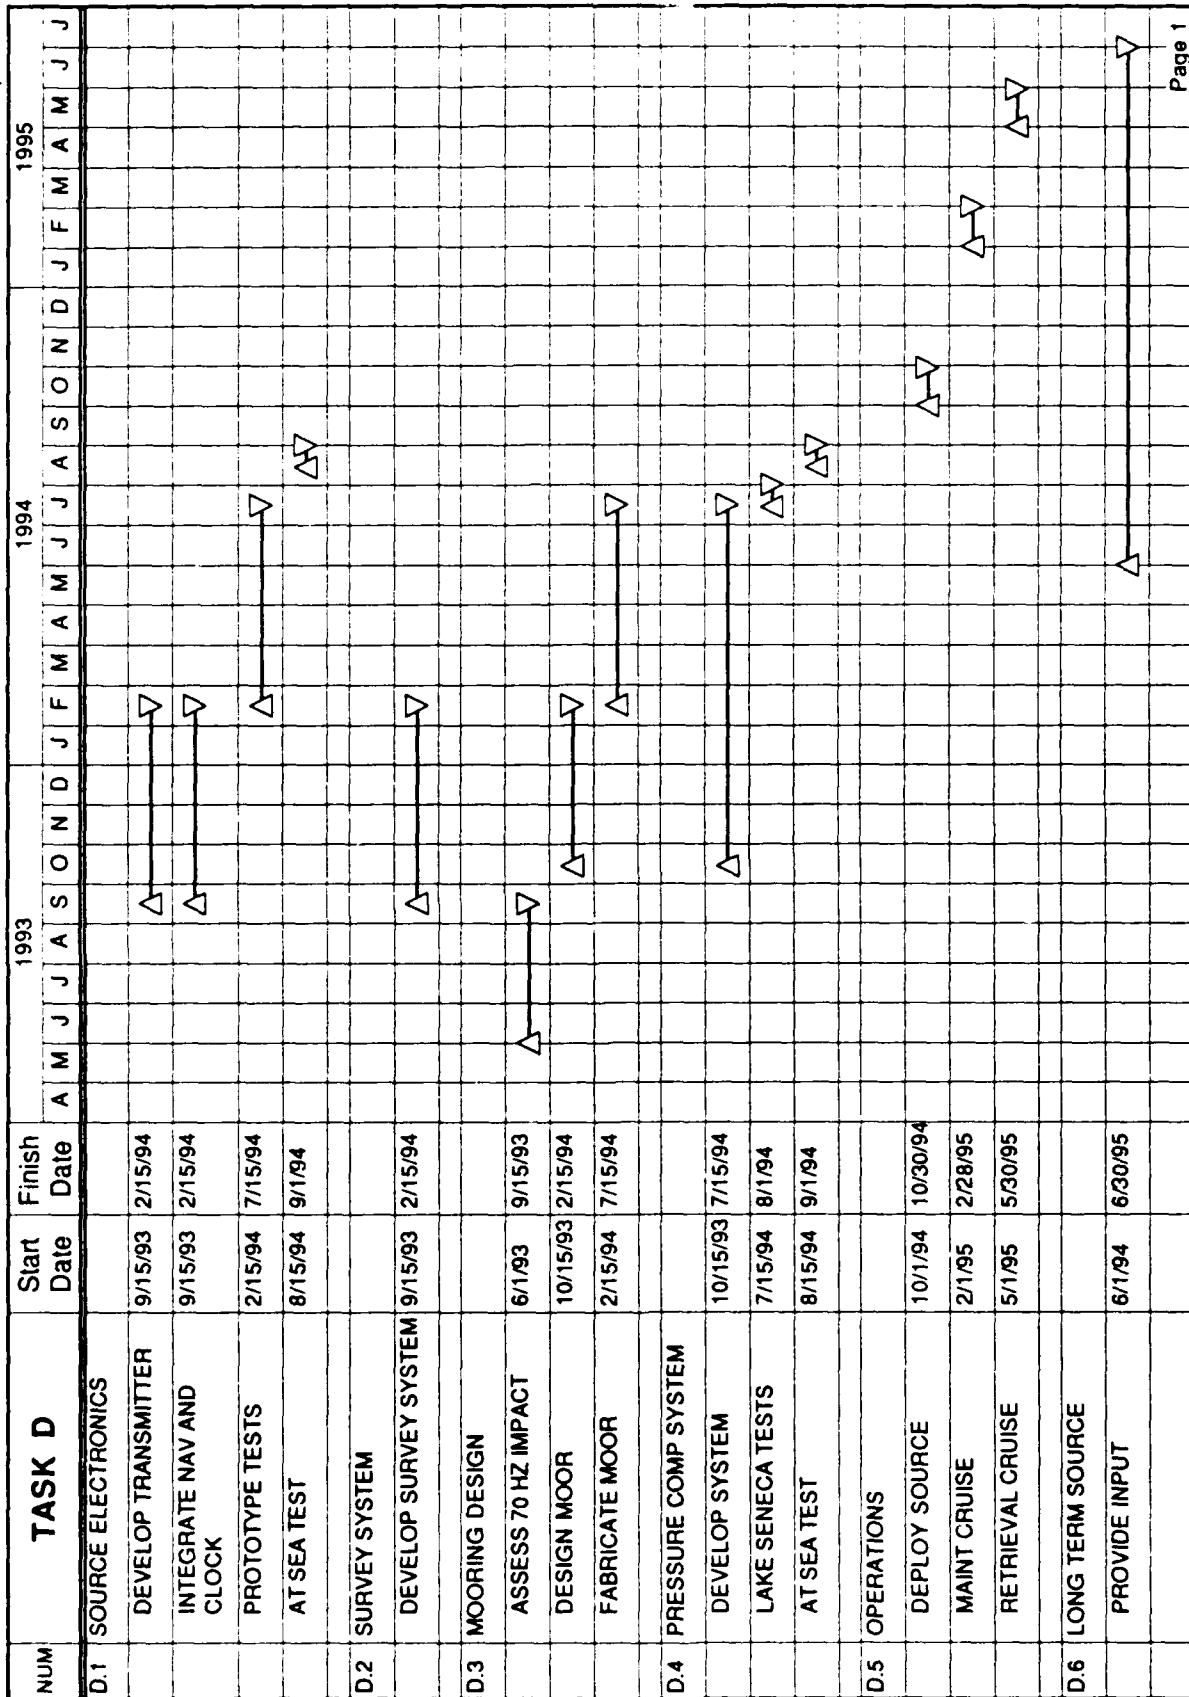 NUM TASK D Start Date Finish Date 1993 1994 1995
A M J J A S O N D J F M A M J J A S O N D J F M A M J J
D.1 SOURCE ELECTRONICS
DEVELOP TRANSMITTER 9/15/93 2/15/94
INTEGRATE NAV AND 9/15/93 2/15/94
CLOCK
PROTOTYPE TESTS 2/15/94 7/15/94
AT SEA TEST 8/15/94 9/1/94
D.2 SURVEY SYSTEM
DEVELOP SURVEY SYSTEM 9/15/93 2/15/94
D.3 MOORING DESIGN
ASSESS 70 HZ IMPACT 6/1/93 9/15/93
DESIGN MOOR 10/15/93 2/15/94
FABRICATE MOOR 2/15/94 7/15/94
D.4 PRESSURE COMP SYSTEM
DEVELOP SYSTEM 10/15/93 7/15/94
LAKE SENECA TESTS 7/15/94 8/1/94
AT SEA TEST 8/15/94 9/1/94
D.5 OPERATIONS
DEPLOY SOURCE 10/1/94 10/30/94
MAINT CRUISE 2/1/95 2/28/95
RETRIEVAL CRUISE 5/1/95 5/30/95
D.6 LONG TERM SOURCE
PROVIDE INPUT 6/1/94 6/30/95
Page 1